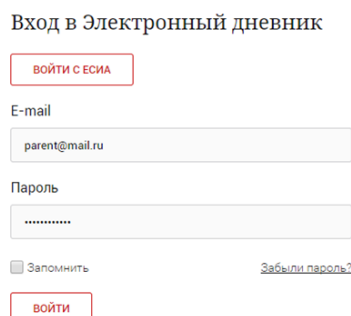 Вход в Электронный дневник
ВОЙТИ С ЕСИА
E-mail
parent@mail.ru
Пароль
••••••••••••
Запомнить
Забыли пароль?
ВОЙТИ